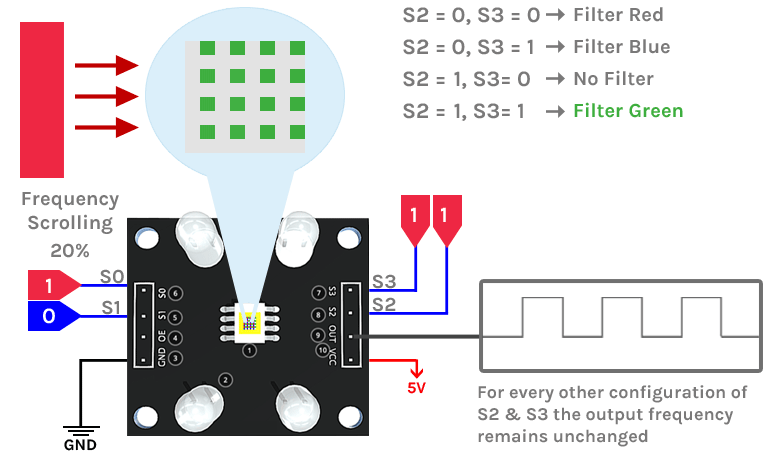 S2 = 0, S3 = 0 → Filter Red
S2 = 0, S3 = 1 → Filter Blue
S2 = 1, S3= 0 → No Filter
S2 = 1, S3= 1 → Filter Green
Frequency
Scrolling
20%
1
0
S0
S1
S0
S1
OE
GND
6
5
4
3
1
2
S3
S2
OUT
VCC
7
8
9
10
1 1
S3
S2
5V
GND
For every other configuration of
S2 & S3 the output frequency
remains unchanged